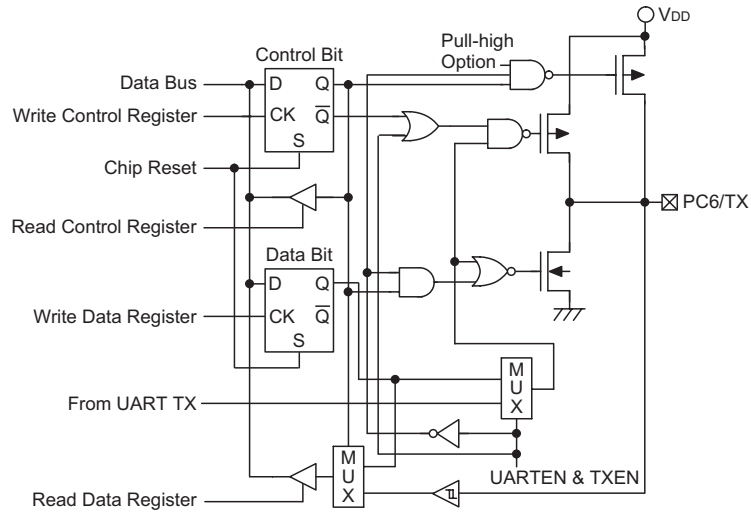 VDD
Control Bit
Pull-high
Option
Data Bus
D
Q
Write Control Register
CK
Q
S
Chip Reset
PC6/TX
Read Control Register
Data Bit
D
Q
Write Data Register
CK
Q
S
M
U
X
From UART TX
M
U
X
UARTEN & TXEN
Read Data Register